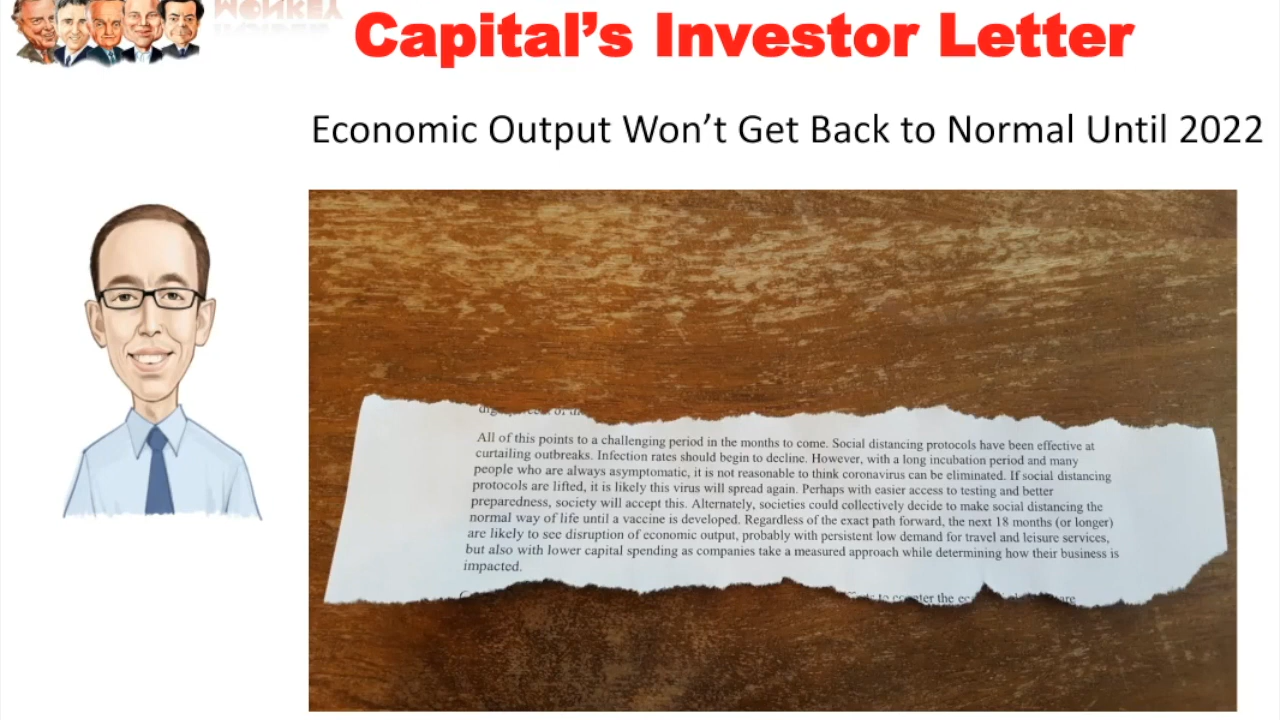 MONKEY
Capital’s Investor Letter
Economic Output Won’t Get Back to Normal Until 2022
All of this points to a challenging period in the months to come. Social distancing protocols have been effective at
curtailing outbreaks. Infection rates should begin to decline. However, with a long incubation period and many
people who are always asymptomatic, it is not reasonable to think coronavirus can be eliminated. If social distancing
protocols are lifted, it is likely this virus will spread again. Perhaps with easier access to testing and better
preparedness, society will accept this. Alternately, societies could collectively decide to make social distancing the
normal way of life until a vaccine is developed. Regardless of the exact path forward, the next 18 months (or longer)
are likely to see disruption of economic output, probably with persistent low demand for travel and leisure services,
but also with lower capital spending as companies take a measured approach while determining how their business is
impacted.
the